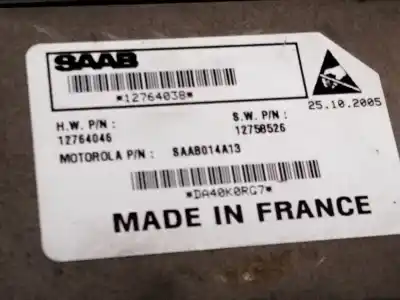 SAAB
*12764038*
25.10.2005
H.W. P/N : S.W. P/N :
12764046 12758526
MOTOROLA P/N : SAAB014A13
*DA40K0RG7*
MADE IN FRANCE